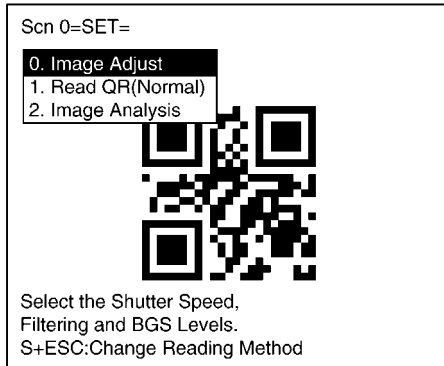 Scn 0=SET=
0. Image Adjust
1. Read QR(Normal)
2. Image Analysis
Select the Shutter Speed,
Filtering and BGS Levels.
S+ESC:Change Reading Method